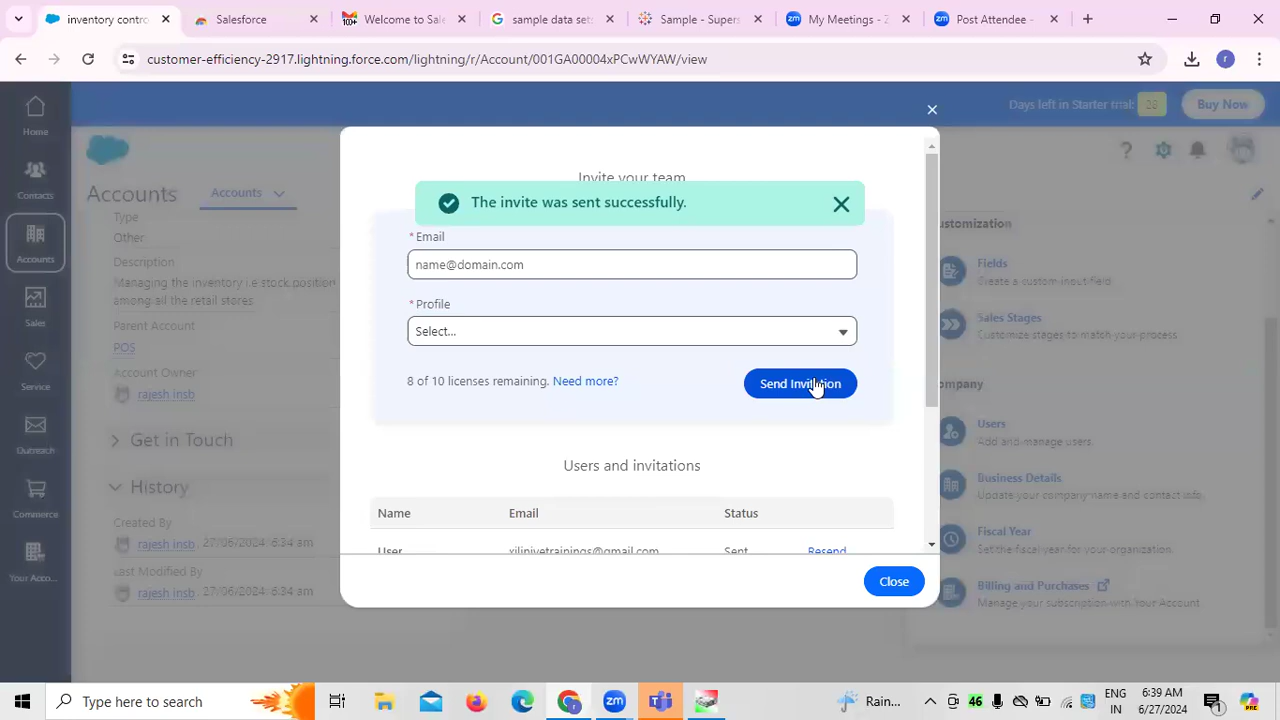 inventory contro
Salesforce
Welcome to Sale
sample data sets
Sample - Supers
My Meetings - Z
Post Attendee -
customer-efficiency-2917.lightning.force.com/lightning/r/Account/001GA00004xPCwWYAW/view
r
Days left in Starter trial: 28
Buy Now
Home
Contacts
Accounts
Sales
Service
Outreach
Commerce
Your Acco...
Accounts
Accounts
Type
Other
Description
Managing the inventory i.e stock position
among all the retail stores
Parent Account
POS
Account Owner
rajesh insb
Get in Touch
History
Created By
rajesh insb, 27/06/2024, 6:34 am
Last Modified By
rajesh insb, 27/06/2024, 6:34 am
Invite your team
The invite was sent successfully.
* Email
name@domain.com
* Profile
Select...
8 of 10 licenses remaining. Need more?
Send Invitation
Users and invitations
Name Email Status
User xilinivetrainings@gmail.com Sent Resend
Close
Customization
Fields
Create a custom input field.
Sales Stages
Customize stages to match your process
ompany
Users
Add and manage users.
Business Details
Update your company name and contact info.
Fiscal Year
Set the fiscal year for your organization.
Billing and Purchases
Manage your subscription with Your Account
Type here to search
Rain...
46
ENG
IN
6:39 AM
6/27/2024
1